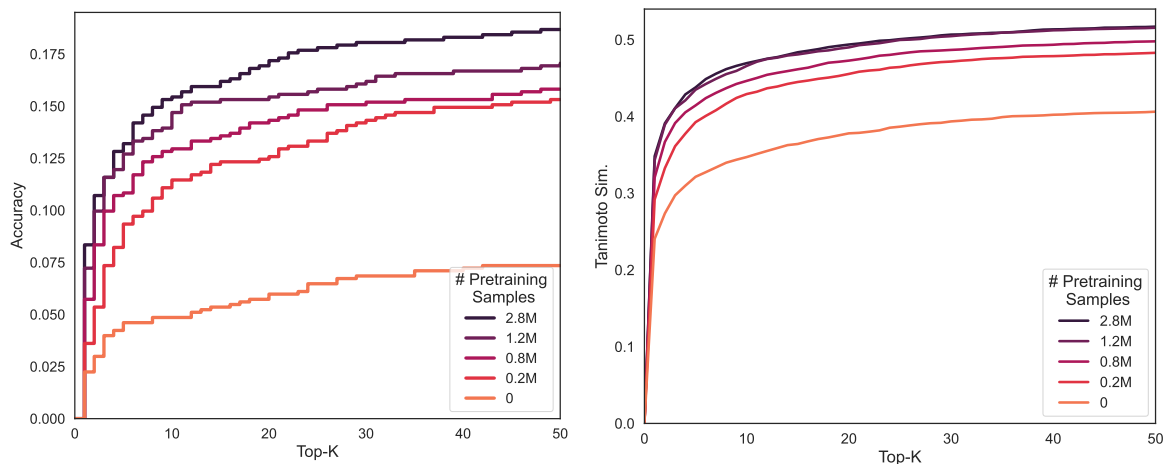 Accuracy
0.175
0.150
0.125
0.100
0.075
0.050
0.025
0.000
0 10 20 30 40 50
Top-K
# Pretraining
Samples
2.8M
1.2M
0.8M
0.2M
0
Tanimoto Sim.
0.5
0.4
0.3
0.2
0.1
0.0
0 10 20 30 40 50
Top-K
# Pretraining
Samples
2.8M
1.2M
0.8M
0.2M
0